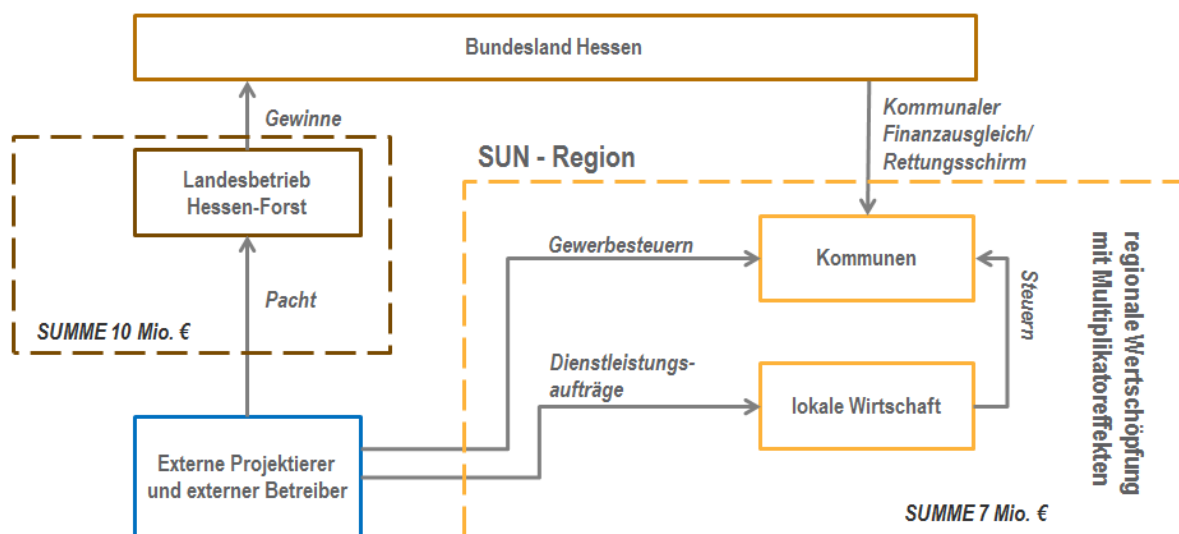 Bundesland Hessen
Gewinne
Kommunaler
Finanzausgleich/
Rettungsschirm
SUN - Region
Landesbetrieb
Hessen-Forst
Gewerbesteuern
Kommunen
Pacht
Steuern
SUMME 10 Mio. €
regionale Wertschöpfung
mit Multiplikatoreffekten
Dienstleistungs-
aufträge
lokale Wirtschaft
Externe Projektierer
und externer Betreiber
SUMME 7 Mio. €